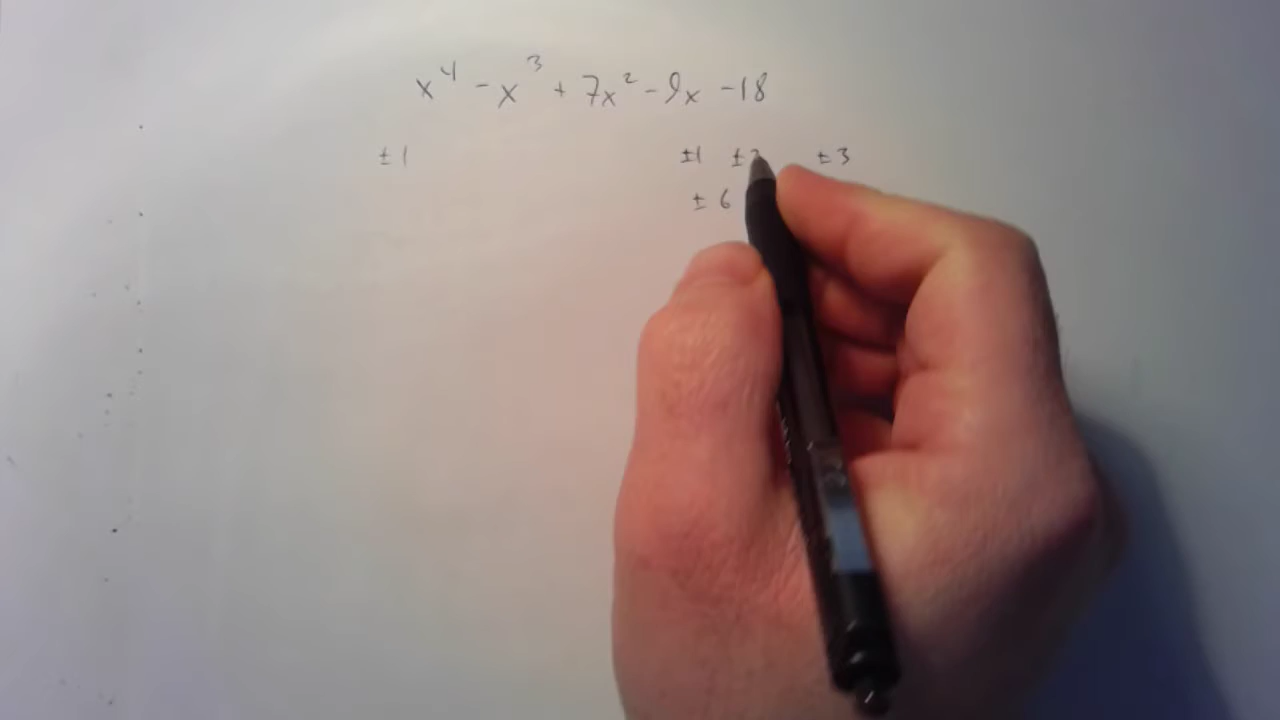 x⁴ - x³ + 7x² - 9x - 18
±1 ±1 ± ±3
± 6